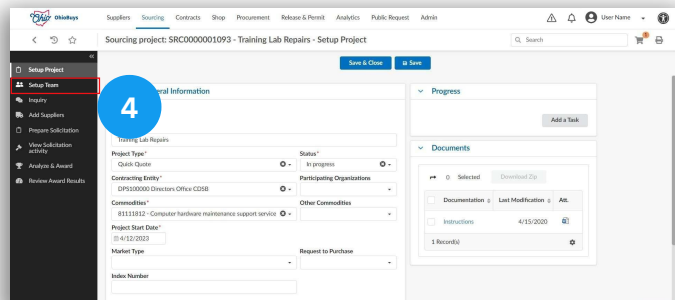 Ohio OhioBuys Suppliers Sourcing Contracts Shop Procurement Release & Permit Analytics Public Request Admin User Name
Sourcing project: SRC0000001093 - Training Lab Repairs - Setup Project Search 1
Save & Close Save
Setup Project
Setup Team
Inquiry
Add Suppliers
Prepare Solicitation
View Solicitation
activity
Analyze & Award
Review Award Results
4
General Information
Training Lab Repairs
Project Type* Status*
Quick Quote In progress
Contracting Entity* Participating Organizations
DPS100000 Directors Office CDSB
Commodities* Other Commodities
81111812 - Computer hardware maintenance support service
Project Start Date*
4/12/2023
Market Type Request to Purchase
Index Number
Progress
Add a Task
Documents
0 Selected Download Zip
Documentation Last Modification Att.
Instructions 4/15/2020
1 Record(s)